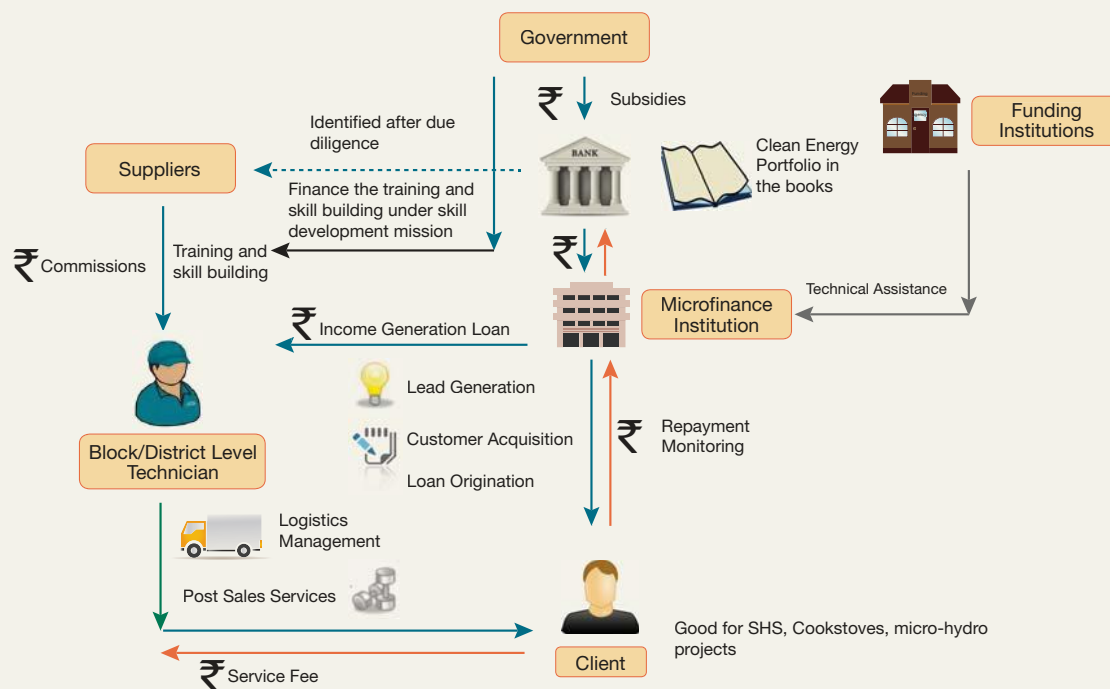 Government
₹
Subsidies
Funding
Institutions
Identified after due
diligence
BANK
Clean Energy
Portfolio in
the books
Suppliers
Finance the training and
skill building under skill
development mission
₹ Commissions
Training and
skill building
₹
Technical Assistance
Microfinance
Institution
₹ Income Generation Loan
Lead Generation
Customer Acquisition
₹
Repayment
Monitoring
Loan Origination
Block/District Level
Technician
Logistics
Management
Post Sales Services
Good for SHS, Cookstoves, micro-hydro
projects
Client
₹ Service Fee